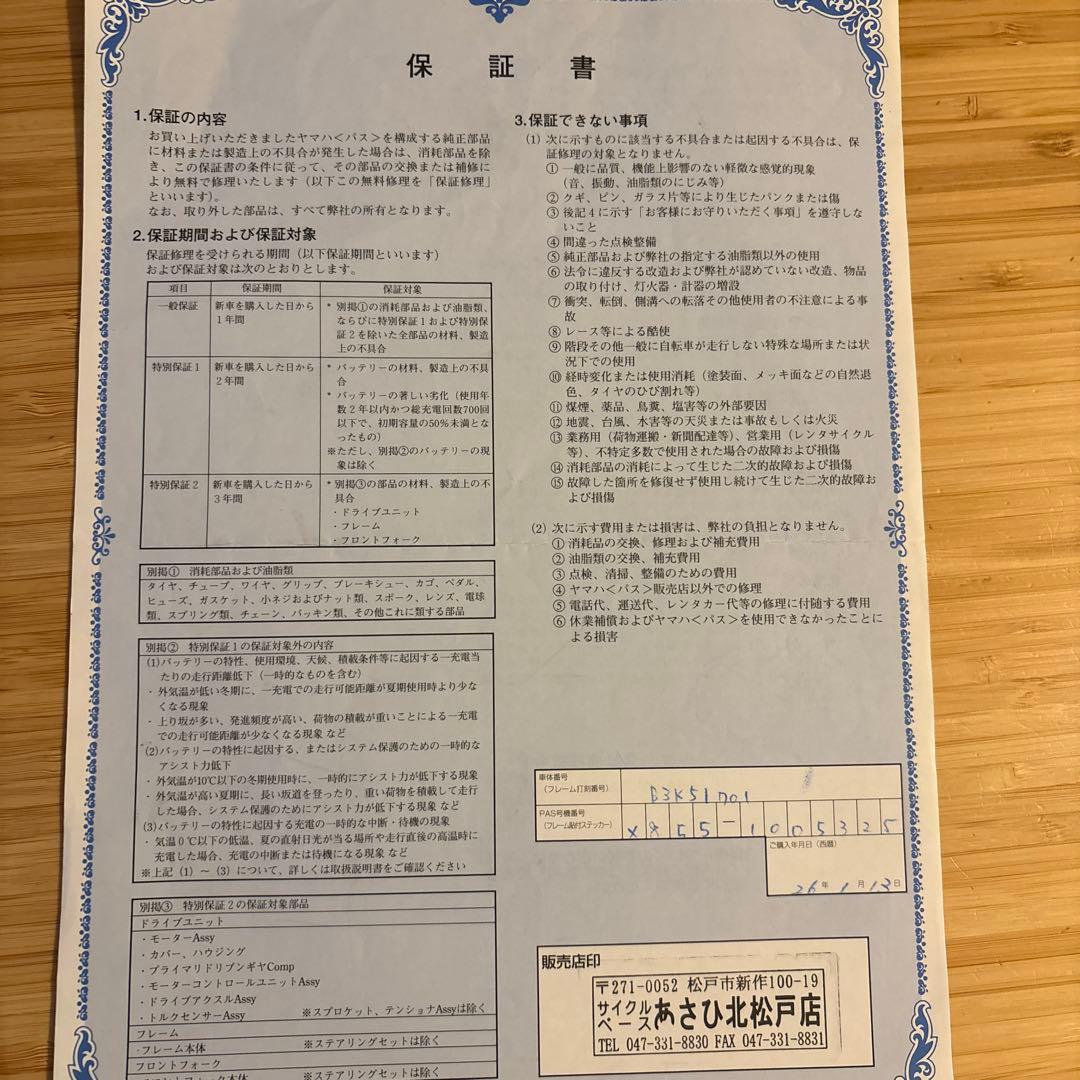 保証書
1.保証の内容
お買い上げいただきましたヤマハ<パス>を構成する純正部品
に材料または製造上の不具合が発生した場合は、消耗部品を除
き、この保証書の条件に従って、その部品の交換または補修に
より無料で修理いたします（以下この無料修理を「保証修理」
といいます）。
なお、取り外した部品は、すべて弊社の所有となります。
2.保証期間および保証対象
保証修理を受けられる期間（以下保証期間といいます）
および保証対象は次のとおりとします。
項目 保証期間 保証対象
一般保証 新車を購入した日から
1年間
* 別掲①の消耗部品および油脂類、
ならびに特別保証1および特別保
証2を除いた全部品の材料、製造
上の不具合
特別保証1 新車を購入した日から
2年間
* バッテリーの材料、製造上の不具
合
* バッテリーの著しい劣化（使用年
数2年以内かつ総充電回数700回
以下で、初期容量の50%未満とな
ったもの）
※ただし、別掲②のバッテリーの現
象は除く
特別保証2 新車を購入した日から
3年間
* 別掲③の部品の材料、製造上の不
具合
・ドライブユニット
・フレーム
・フロントフォーク
別掲① 消耗部品および油脂類
タイヤ、チューブ、ワイヤ、グリップ、ブレーキシュー、カゴ、ペダル、
ヒューズ、ガスケット、小ネジおよびナット類、スポーク、レンズ、電球
類、スプリング類、チェーン、パッキン類、その他これに類する部品
別掲② 特別保証1の保証対象外の内容
(1)バッテリーの特性、使用環境、天候、積載条件等に起因する一充電当
たりの走行距離低下（一時的なものを含む）
・外気温が低い冬期に、一充電での走行可能距離が夏期使用時より少な
くなる現象
・上り坂が多い、発進頻度が高い、荷物の積載が重いことによる一充電
での走行可能距離が少なくなる現象 など
(2)バッテリーの特性に起因する、またはシステム保護のための一時的な
アシスト力低下
・外気温が10℃以下の冬期使用時に、一時的にアシスト力が低下する現象
・外気温が高い夏期に、長い坂道を登ったり、重い荷物を積載して走行
した場合、システム保護のためにアシスト力が低下する現象 など
(3)バッテリーの特性に起因する充電の一時的な中断・待機の現象
・気温0℃以下の低温、夏の直射日光が当る場所や走行直後の高温時に
充電した場合、充電の中断または待機になる現象 など
※上記（1）～（3）について、詳しくは取扱説明書をご確認ください
別掲③ 特別保証2の保証対象部品
ドライブユニット
・モーターAssy
・カバー、ハウジング
・プライマリドリブンギヤComp
・モーターコントロールユニットAssy
・ドライブアクスルAssy
・トルクセンサーAssy ※スプロケット、テンショナAssyは除く
フレーム
・フレーム本体 ※ステアリングセットは除く
フロントフォーク
・フロントフォーク本体 ※ステアリングセットは除く
3.保証できない事項
(1) 次に示すものに該当する不具合または起因する不具合は、保
証修理の対象となりません。
① 一般に品質、機能上影響のない軽微な感覚的現象
（音、振動、油脂類のにじみ等）
② クギ、ピン、ガラス片等により生じたパンクまたは傷
③ 後記4に示す「お客様にお守りいただく事項」を遵守しな
いこと
④ 間違った点検整備
⑤ 純正部品および弊社の指定する油脂類以外の使用
⑥ 法令に違反する改造および弊社が認めていない改造、物品
の取り付け、灯火器・計器の増設
⑦ 衝突、転倒、側溝への転落その他使用者の不注意による事
故
⑧ レース等による酷使
⑨ 階段その他一般に自転車が走行しない特殊な場所または状
況下での使用
⑩ 経時変化または使用消耗（塗装面、メッキ面などの自然退
色、タイヤのひび割れ等）
⑪ 煤煙、薬品、鳥糞、塩害等の外部要因
⑫ 地震、台風、水害等の天災または事故もしくは火災
⑬ 業務用（荷物運搬・新聞配達等）、営業用（レンタサイクル
等）、不特定多数で使用された場合の故障および損傷
⑭ 消耗部品の消耗によって生じた二次的故障および損傷
⑮ 故障した箇所を修復せず使用し続けて生じた二次的故障お
よび損傷
(2) 次に示す費用または損害は、弊社の負担となりません。
① 消耗品の交換、修理および補充費用
② 油脂類の交換、補充費用
③ 点検、清掃、整備のための費用
④ ヤマハ<パス>販売店以外での修理
⑤ 電話代、運送代、レンタカー代等の修理に付随する費用
⑥ 休業補償およびヤマハ<パス>を使用できなかったことに
よる損害
車体番号
（フレーム打刻番号）
B3K51701
PAS号機番号
（フレーム貼付ステッカー）
X855-1005325
ご購入年月日（西暦）
26年 1月13日
販売店印
〒271-0052 松戸市新作100-19
サイクルベースあさひ北松戸店
TEL 047-331-8830 FAX 047-331-8831